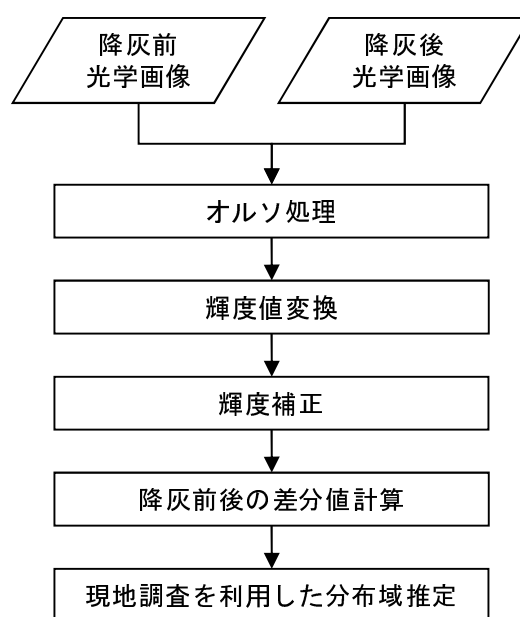 降灰前
光学画像
降灰後
光学画像
オルソ処理
輝度値変換
輝度補正
降灰前後の差分値計算
現地調査を利用した分布域推定